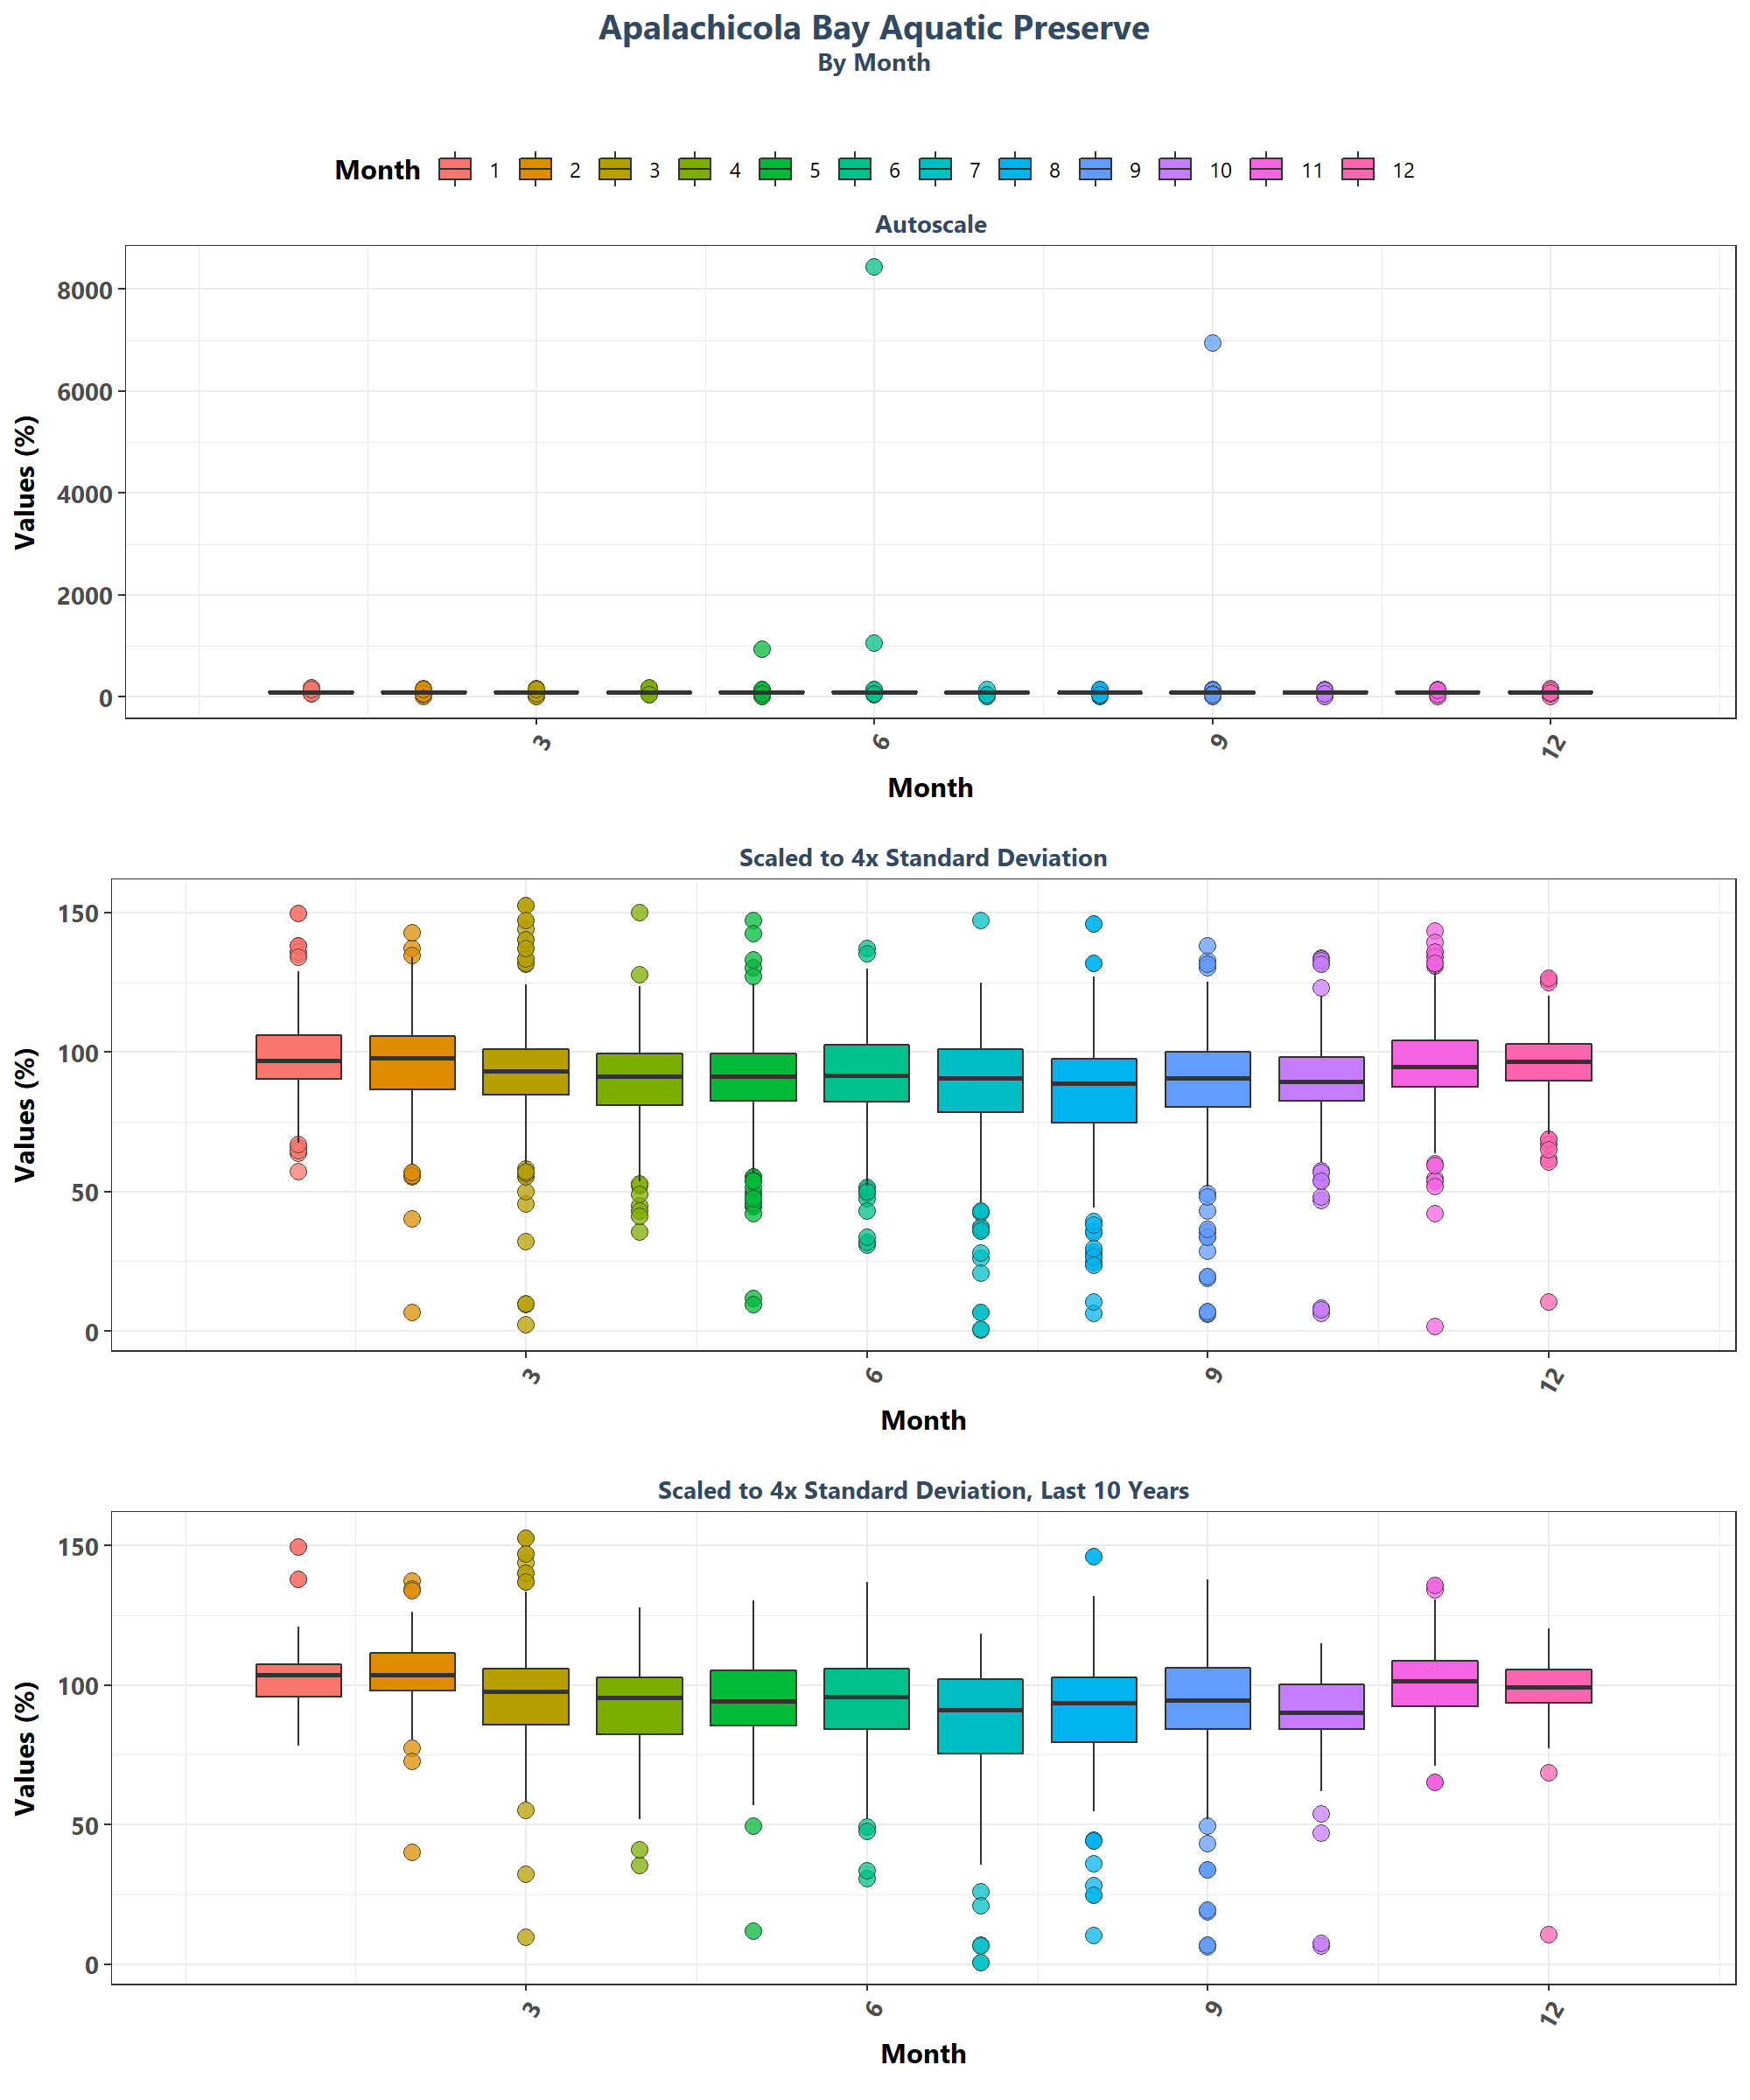 Apalachicola Bay Aquatic Preserve
By Month
Month 1 2 3 4 5 6 7 8 9 10 11 12
Autoscale
Values (%)
8000
6000
4000
2000
0
3 6 9 12
Month
Scaled to 4x Standard Deviation
Values (%)
150
100
50
0
3 6 9 12
Month
Scaled to 4x Standard Deviation, Last 10 Years
Values (%)
150
100
50
0
3 6 9 12
Month